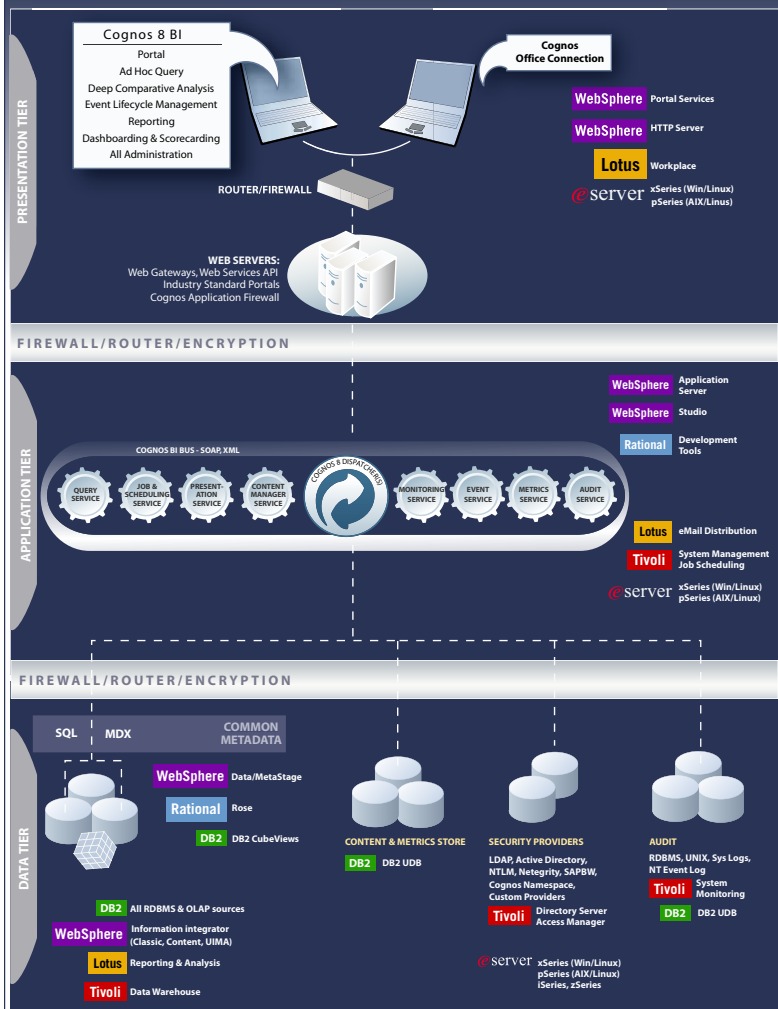 Cognos 8 BI
Portal
Ad Hoc Query
Deep Comparative Analysis
Event Lifecycle Management
Reporting
Dashboarding & Scorecarding
All Administration
Cognos
Office Connection
PRESENTATION TIER
WebSphere Portal Services
WebSphere HTTP Server
Lotus Workplace
eserver xSeries (Win/Linux)
pSeries (AIX/Linus)
ROUTER/FIREWALL
WEB SERVERS:
Web Gateways, Web Services API
Industry Standard Portals
Cognos Application Firewall
FIREWALL/ROUTER/ENCRYPTION
APPLICATION TIER
WebSphere Application
Server
WebSphere Studio
Rational Development
Tools
COGNOS BI BUS - SOAP, XML
QUERY
SERVICE
JOB &
SCHEDULING
SERVICE
PRESENT-
ATION
SERVICE
CONTENT
MANAGER
SERVICE
COGNOS 8 DISPATCHER(S)
MONITORING
SERVICE
EVENT
SERVICE
METRICS
SERVICE
AUDIT
SERVICE
Lotus eMail Distribution
Tivoli System Management
Job Scheduling
eserver xSeries (Win/Linux)
pSeries (AIX/Linux)
FIREWALL/ROUTER/ENCRYPTION
DATA TIER
SQL MDX COMMON
METADATA
WebSphere Data/MetaStage
Rational Rose
DB2 DB2 CubeViews
DB2 All RDBMS & OLAP sources
WebSphere Information integrator
(Classic, Content, UIMA)
Lotus Reporting & Analysis
Tivoli Data Warehouse
CONTENT & METRICS STORE
DB2 DB2 UDB
SECURITY PROVIDERS
LDAP, Active Directory,
NTLM, Netegrity, SAPBW,
Cognos Namespace,
Custom Providers
Tivoli Directory Server
Access Manager
eserver xSeries (Win/Linux)
pSeries (AIX/Linux)
iSeries, zSeries
AUDIT
RDBMS, UNIX, Sys Logs,
NT Event Log
Tivoli System
Monitoring
DB2 DB2 UDB